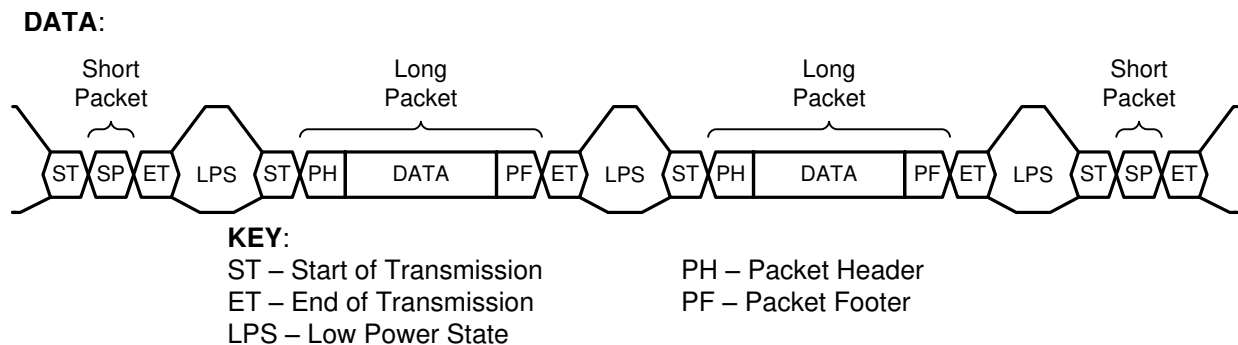 DATA:
Short Packet
Long Packet
Long Packet
Short Packet
ST SP ET LPS ST PH DATA PF ET LPS ST PH DATA PF ET LPS ST SP ET
KEY:
ST – Start of Transmission
PH – Packet Header
ET – End of Transmission
PF – Packet Footer
LPS – Low Power State